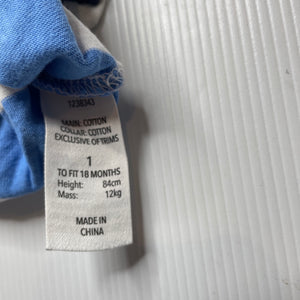 1238343
MAIN: COTTON
COLLAR: COTTON
EXCLUSIVE OF TRIMS
1
TO FIT 18 MONTHS
Height: 84cm
Mass: 12kg
MADE IN
CHINA